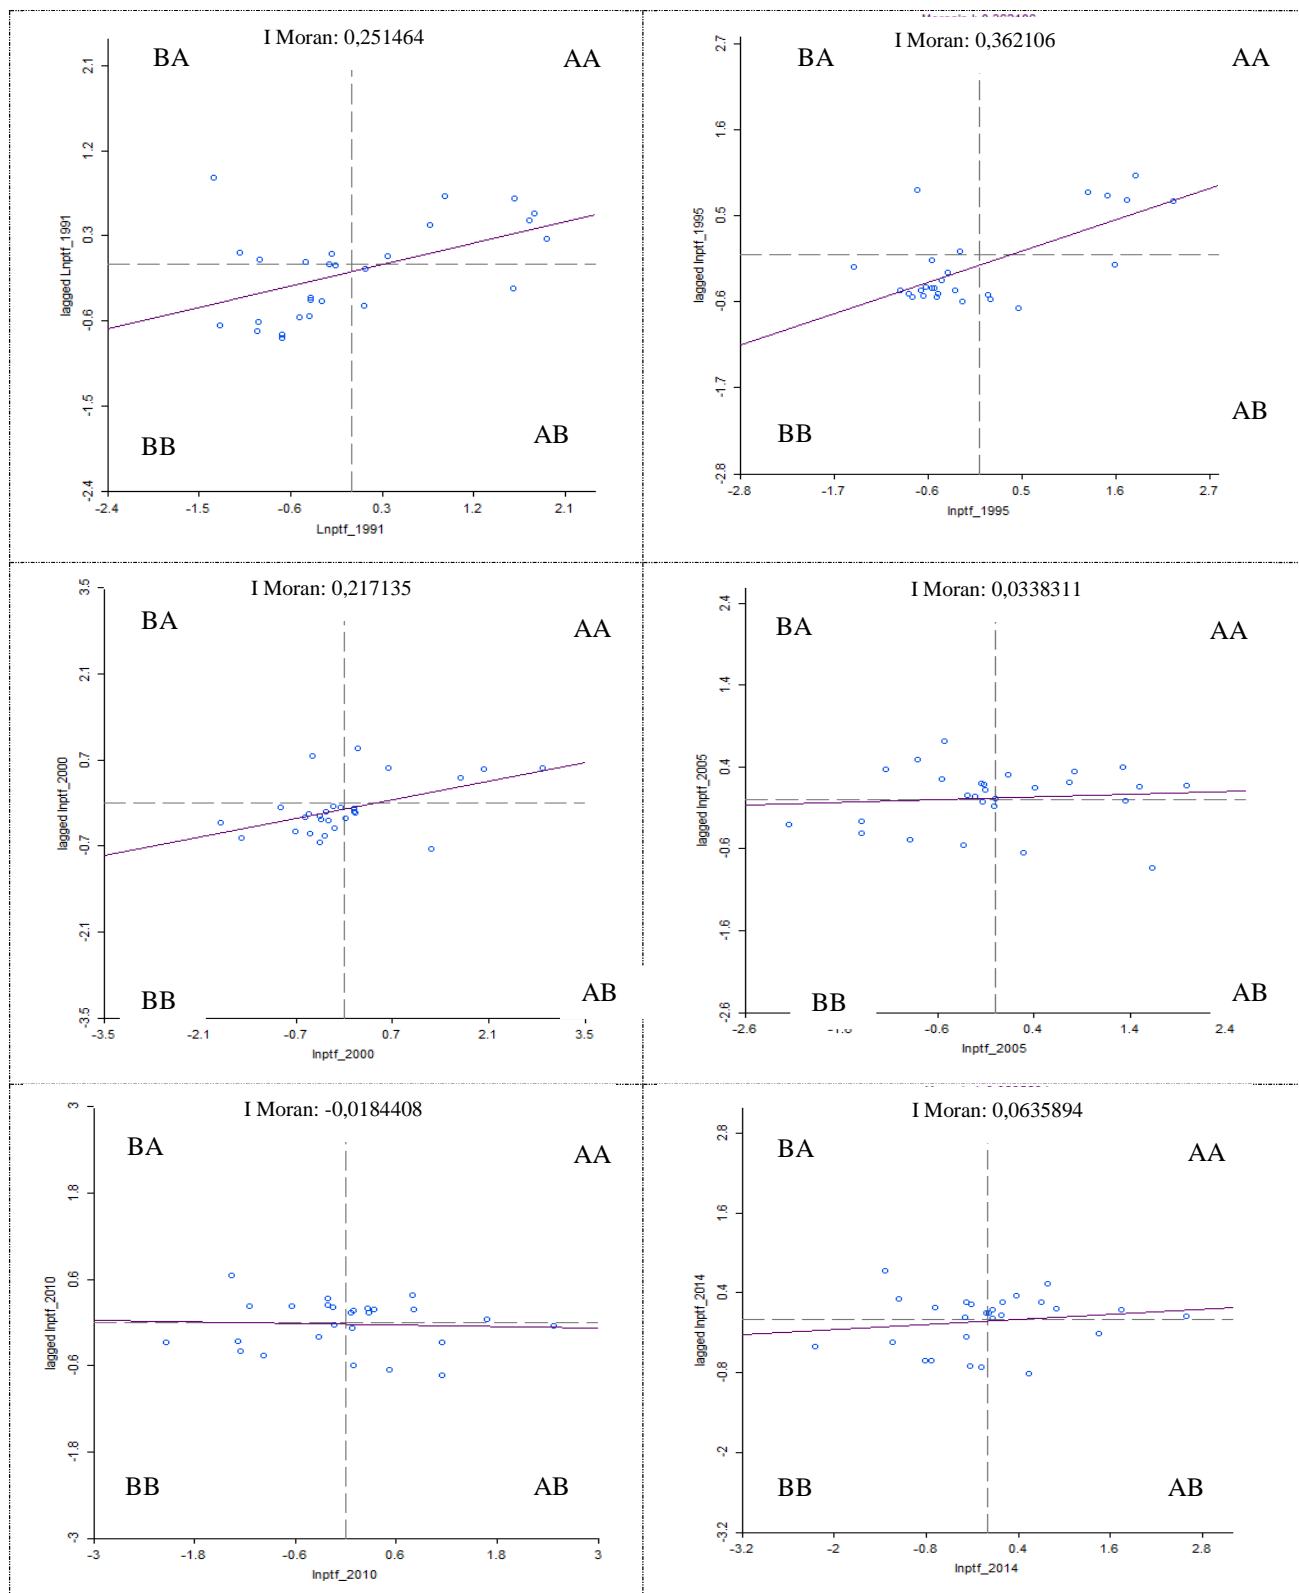 I Moran: 0,251464
BA
AA
2.1
1.2
0.3
-0.6
-1.5
-2.4
lagged Lnptf_1991
BB
AB
-2.4 -1.5 -0.6 0.3 1.2 2.1
Lnptf_1991
I Moran: 0,362106
BA
AA
2.7
1.6
0.5
-0.6
-1.7
-2.8
lagged lnptf_1995
BB
AB
-2.8 -1.7 -0.6 0.5 1.6 2.7
lnptf_1995
I Moran: 0,217135
BA
AA
3.5
2.1
0.7
-0.7
-2.1
-3.5
lagged lnptf_2000
BB
AB
-3.5 -2.1 -0.7 0.7 2.1 3.5
lnptf_2000
I Moran: 0,0338311
BA
AA
2.4
1.4
0.4
-0.6
-1.6
-2.6
lagged lnptf_2005
BB
AB
-2.6 -0.6 0.4 1.4 2.4
lnptf_2005
I Moran: -0,0184408
BA
AA
3
1.8
0.6
-0.6
-1.8
-3
lagged lnptf_2010
BB
AB
-3 -1.8 -0.6 0.6 1.8 3
lnptf_2010
I Moran: 0,0635894
BA
AA
2.8
1.6
0.4
-0.8
-2
-3.2
lagged lnptf_2014
BB
AB
-3.2 -2 -0.8 0.4 1.6 2.8
lnptf_2014